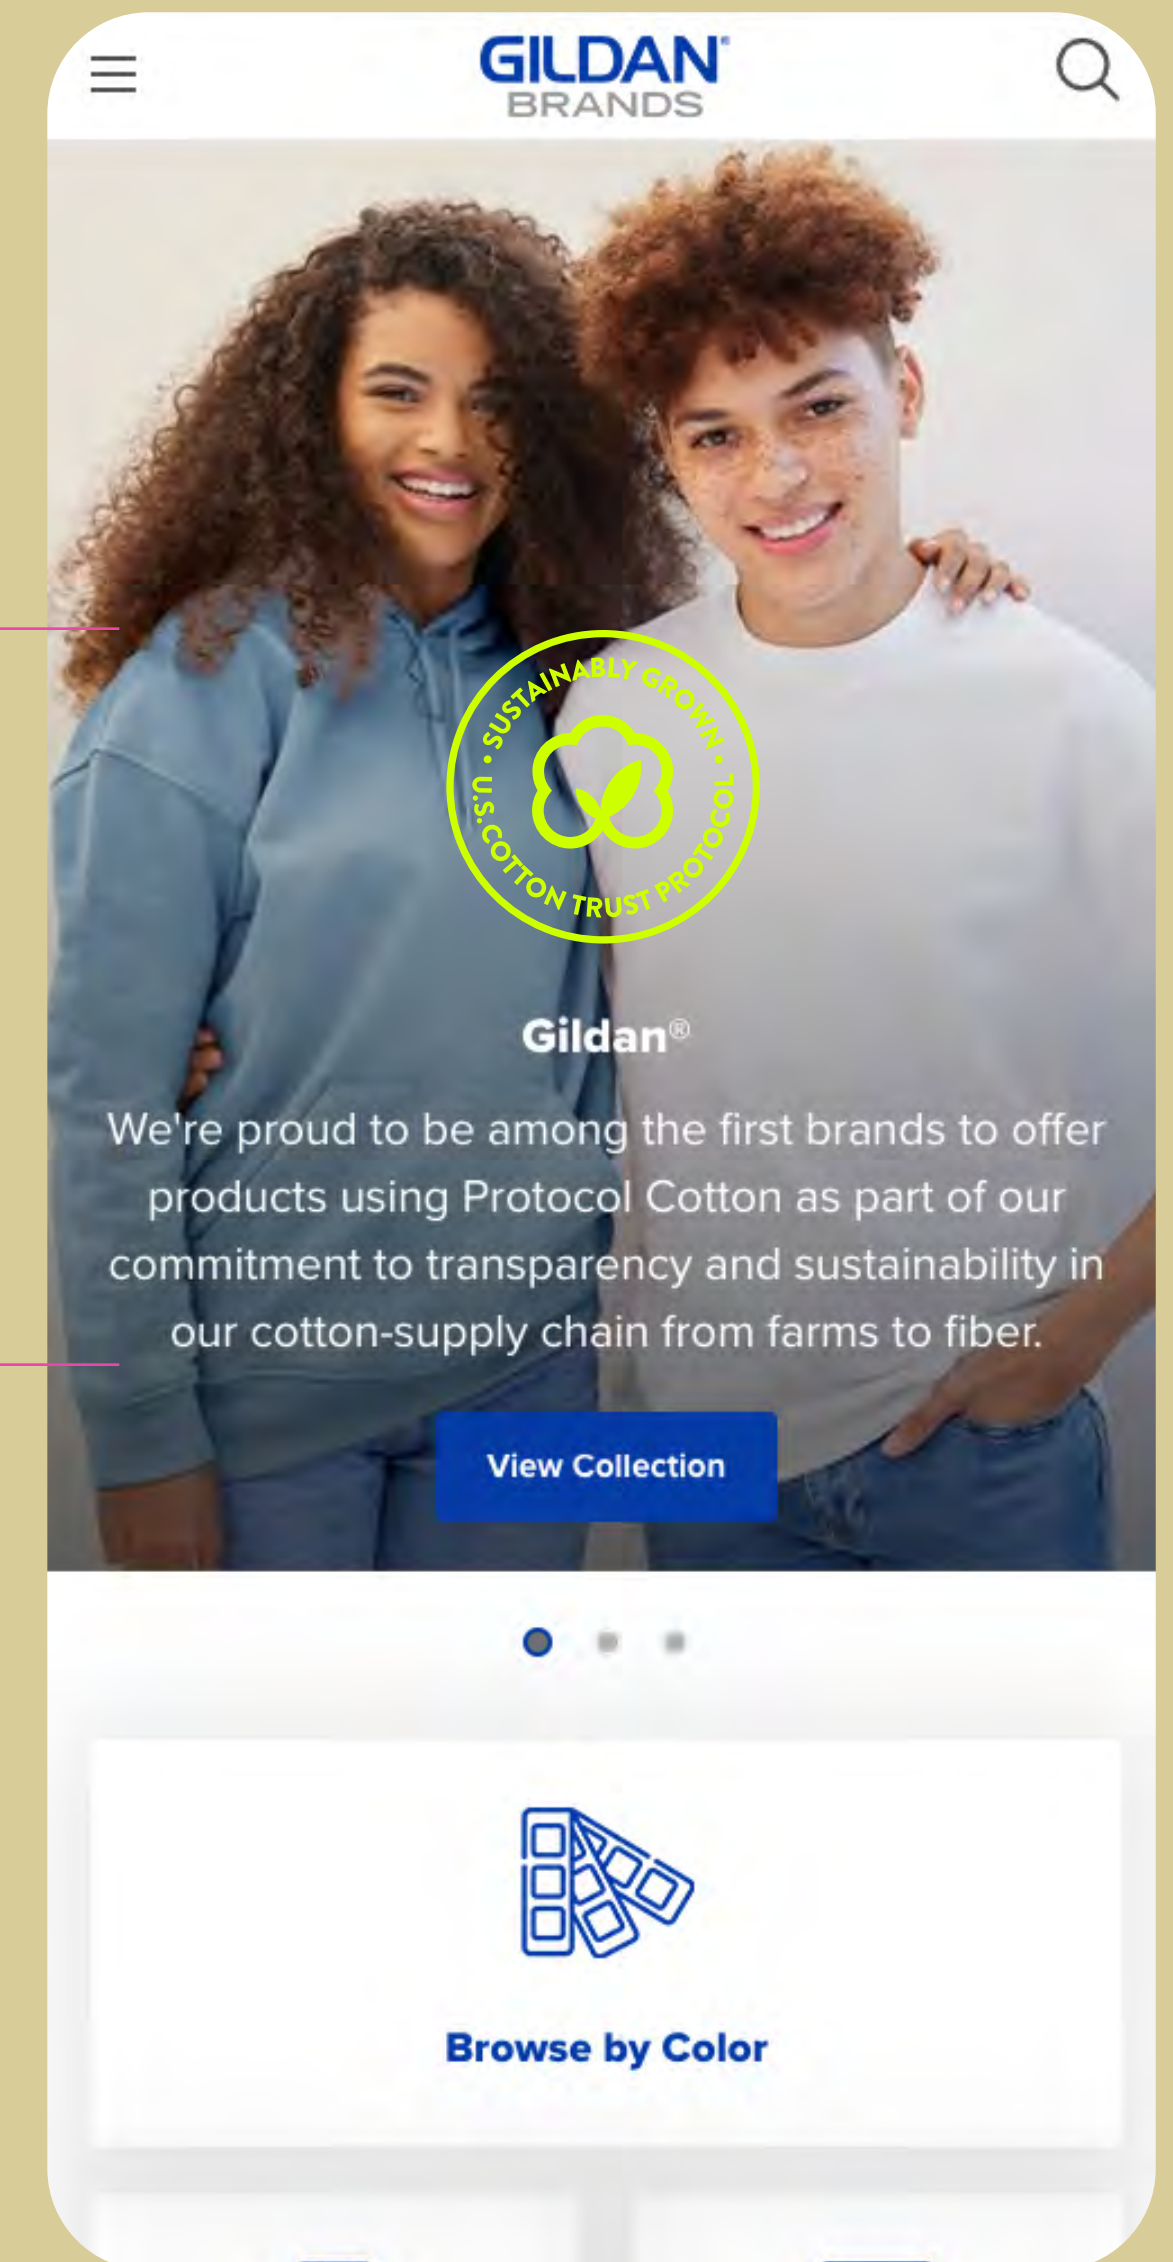 GILDAN®
BRANDS
• SUSTAINABLY GROWN •
U.S.COTTON TRUST PROTOCOL
Gildan®
We're proud to be among the first brands to offer
products using Protocol Cotton as part of our
commitment to transparency and sustainability in
our cotton-supply chain from farms to fiber.
View Collection
Browse by Color